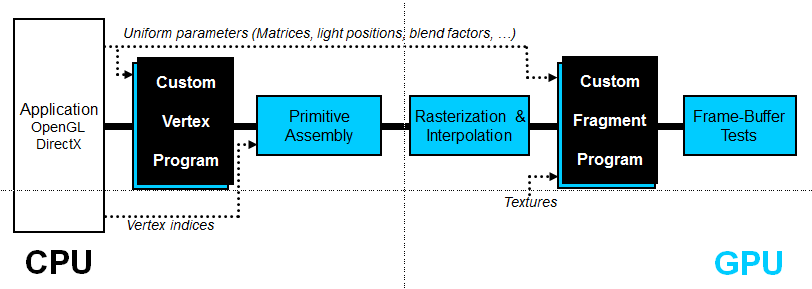 Uniform parameters (Matrices, light positions, blend factors, …)
Application
OpenGL
DirectX
Custom
Vertex
Program
Primitive
Assembly
Rasterization &
Interpolation
Custom
Fragment
Program
Frame-Buffer
Tests
Vertex indices
Textures
CPU
GPU